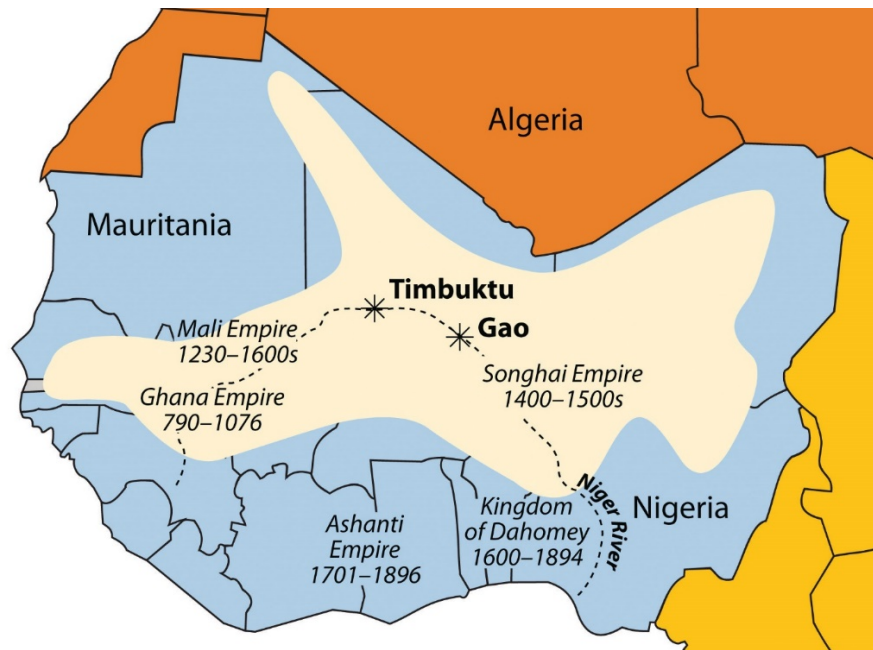 Algeria
Mauritania
Timbuktu
Gao
Mali Empire
1230–1600s
Songhai Empire
1400–1500s
Ghana Empire
790–1076
Niger River
Nigeria
Kingdom
of Dahomey
1600–1894
Ashanti
Empire
1701–1896